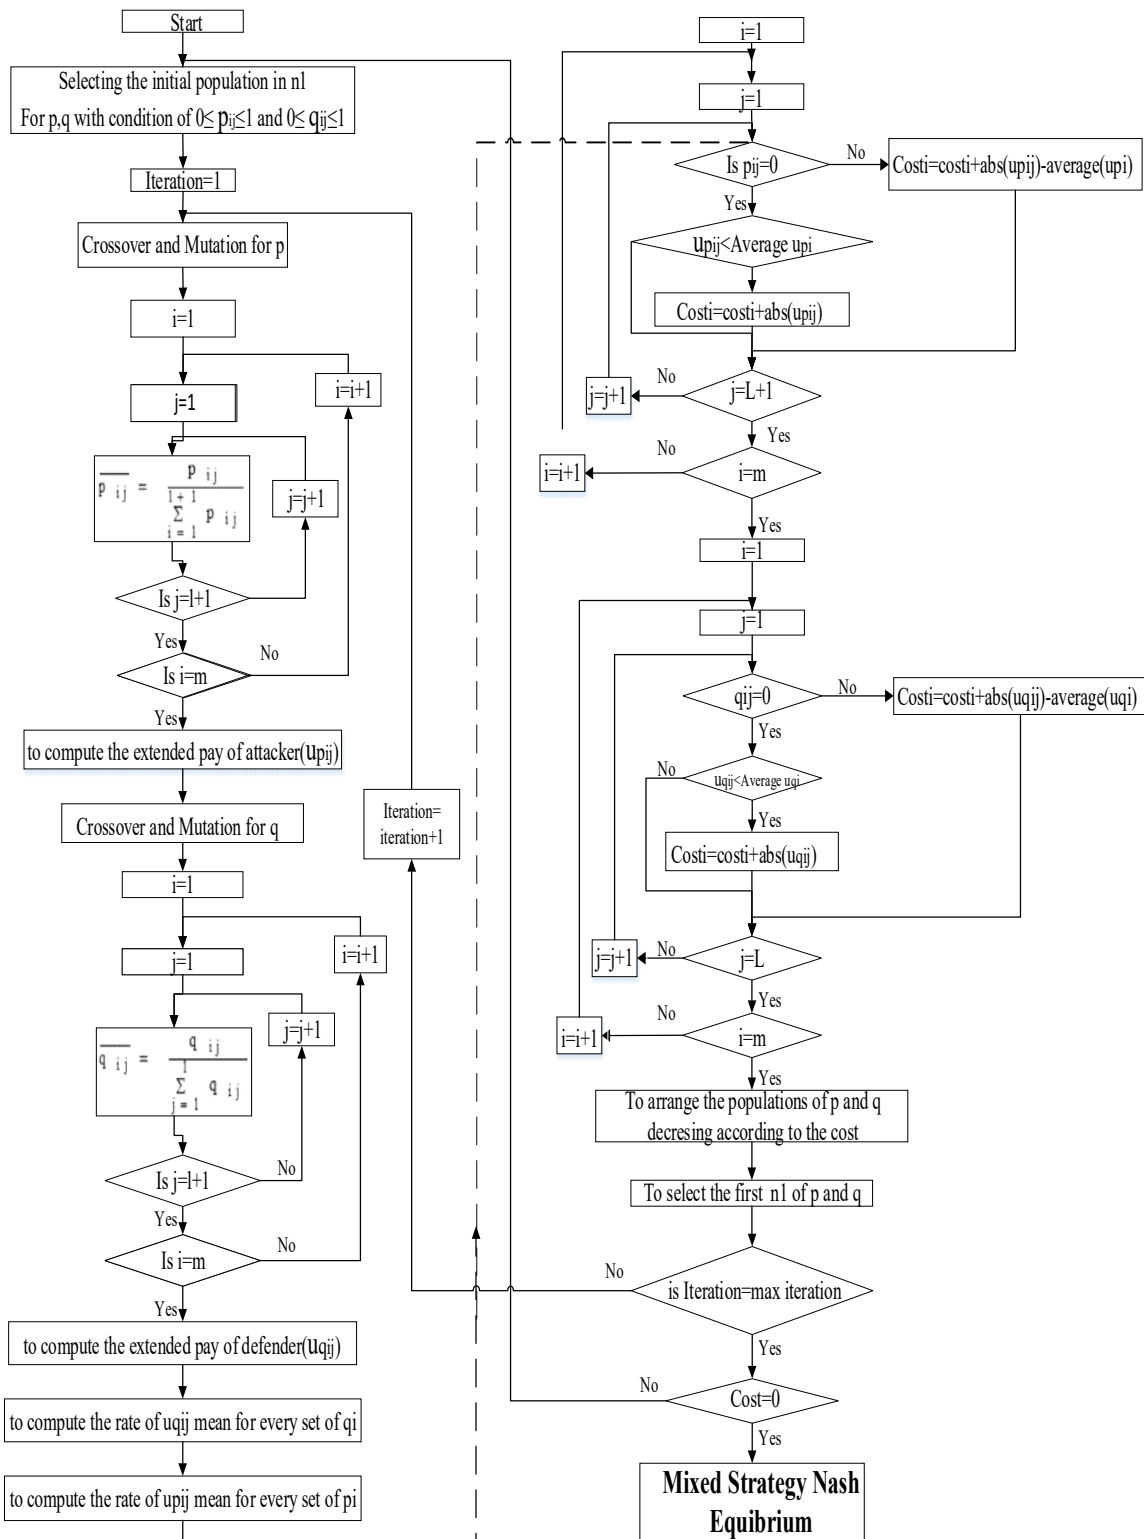 Start
Selecting the initial population in n1
For p,q with condition of 0≤ pij≤1 and 0≤ qij≤1
Iteration=1
Crossover and Mutation for p
i=1
i=i+1
j=1
p ij = p ij / l + 1 Σ i = 1 p ij
j=j+1
Is j=l+1
Yes
Is i=m
No
Yes
to compute the extended pay of attacker(upij)
Crossover and Mutation for q
i=1
i=i+1
j=1
j=j+1
q ij = q ij / l Σ j = 1 q ij
Is j=l+1
No
Yes
Is i=m
No
Yes
to compute the extended pay of defender(uqij)
to compute the rate of uqij mean for every set of qi
to compute the rate of upij mean for every set of pi
Iteration=
iteration+1
i=1
j=1
Is pij=0
No
Costi=costi+abs(upij)-average(upi)
Yes
upij<Average upi
Costi=costi+abs(upij)
No
j=j+1
j=L+1
Yes
No
i=i+1
i=m
Yes
i=1
j=1
qij=0
No
Costi=costi+abs(uqij)-average(uqi)
Yes
No
uqij<Average uqi
Yes
Costi=costi+abs(uqij)
j=j+1
No
j=L
Yes
No
i=i+1
i=m
Yes
To arrange the populations of p and q
decresing according to the cost
To select the first n1 of p and q
No
is Iteration=max iteration
Yes
No
Cost=0
Yes
Mixed Strategy Nash
Equibrium